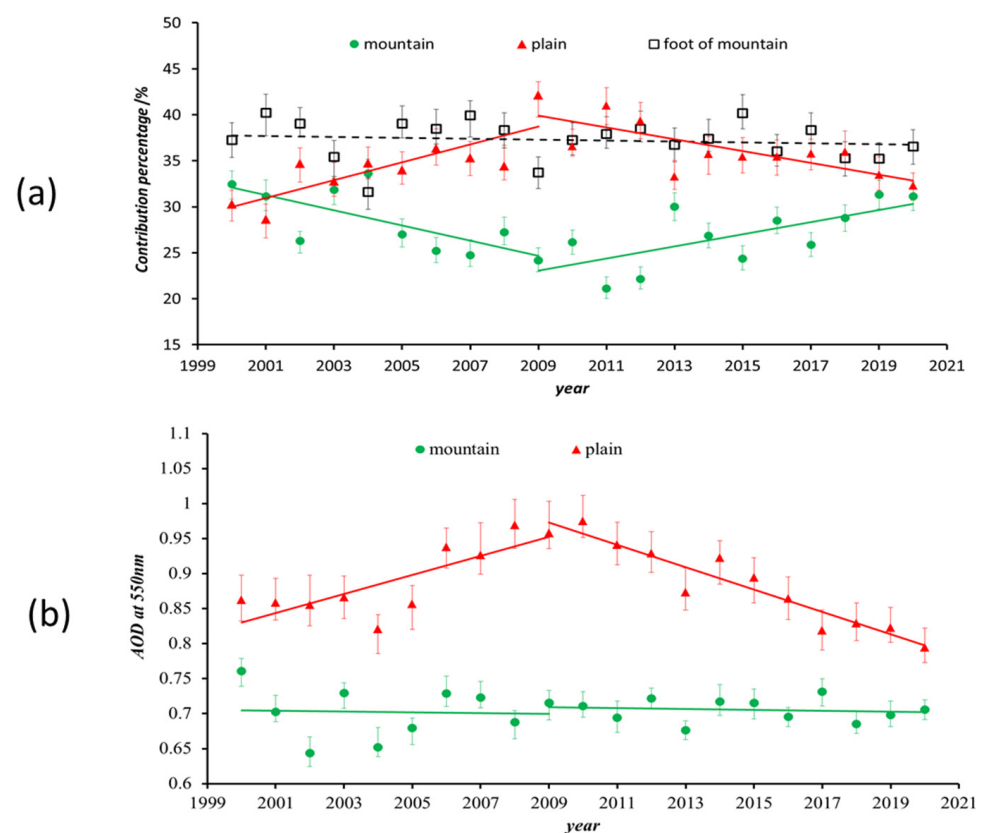 (a)
Contribution percentage /%
50
45
40
35
30
25
20
15
mountain plain foot of mountain
1999 2001 2003 2005 2007 2009 2011 2013 2015 2017 2019 2021
year
(b)
AOD at 550nm
1.1
1.05
1
0.95
0.9
0.85
0.8
0.75
0.7
0.65
0.6
mountain plain
1999 2001 2003 2005 2007 2009 2011 2013 2015 2017 2019 2021
year